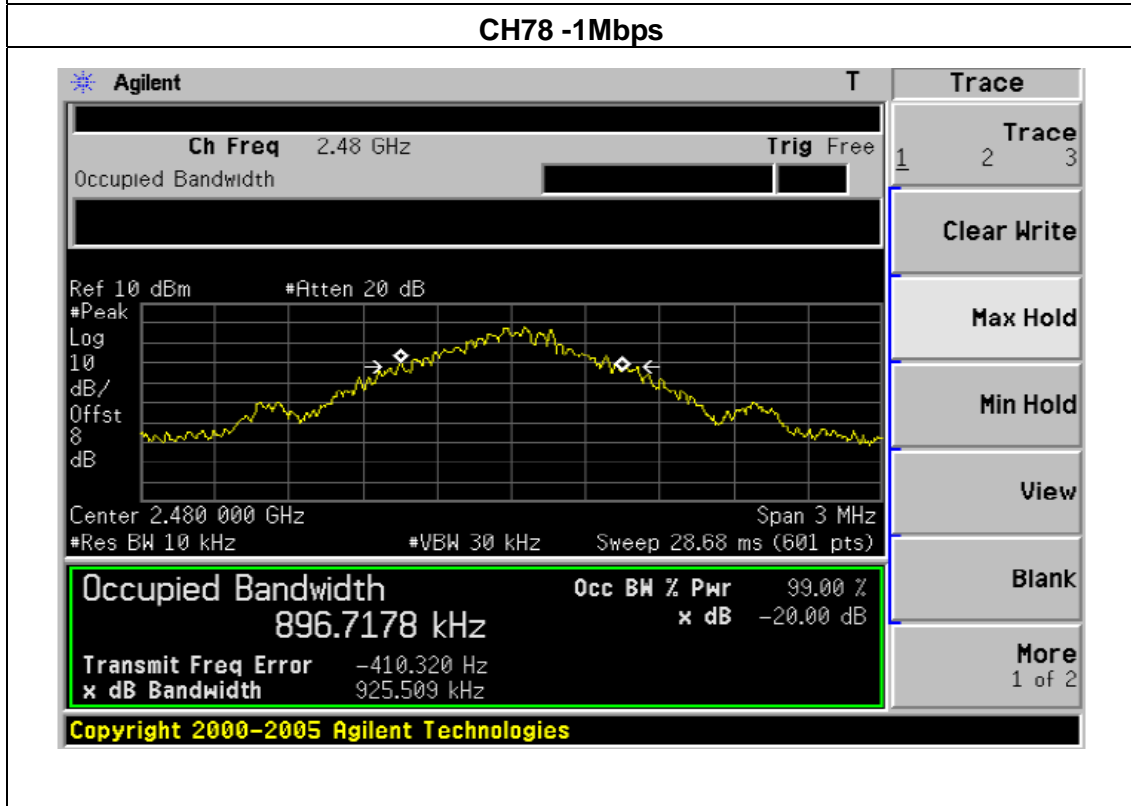 CH78 -1Mbps
Agilent T Trace
Ch Freq 2.48 GHz Trig Free
Occupied Bandwidth
Trace
1 2 3
Clear Write
Max Hold
Min Hold
View
Blank
More
1 of 2
Ref 10 dBm #Atten 20 dB
#Peak
Log
10
dB/
Offst
8
dB
Center 2.480 000 GHz Span 3 MHz
#Res BW 10 kHz #VBW 30 kHz Sweep 28.68 ms (601 pts)
Occupied Bandwidth Occ BW % Pwr 99.00 %
896.7178 kHz x dB -20.00 dB
Transmit Freq Error -410.320 Hz
x dB Bandwidth 925.509 kHz
Copyright 2000-2005 Agilent Technologies